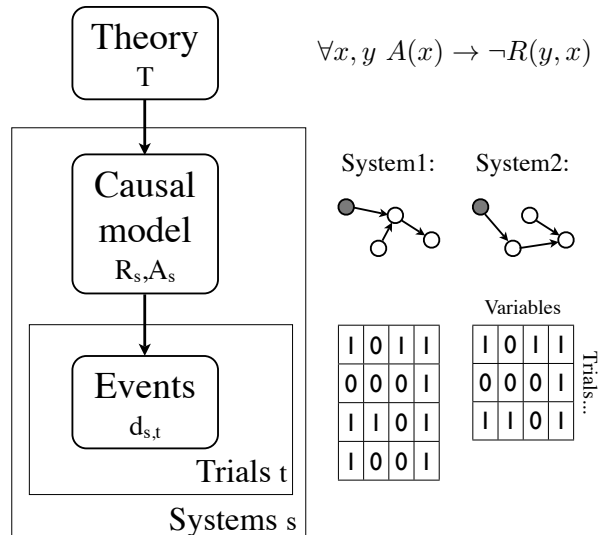 Theory
T
∀x, y A(x) → ¬R(y, x)
Causal
model
Rₛ,Aₛ
System1:
System2:
Events
dₛ,ₜ
Trials t
Systems s
Variables
1 0 1 1
0 0 0 1
1 1 0 1
1 0 0 1
1 0 1 1
0 0 0 1
1 1 0 1
Trials...